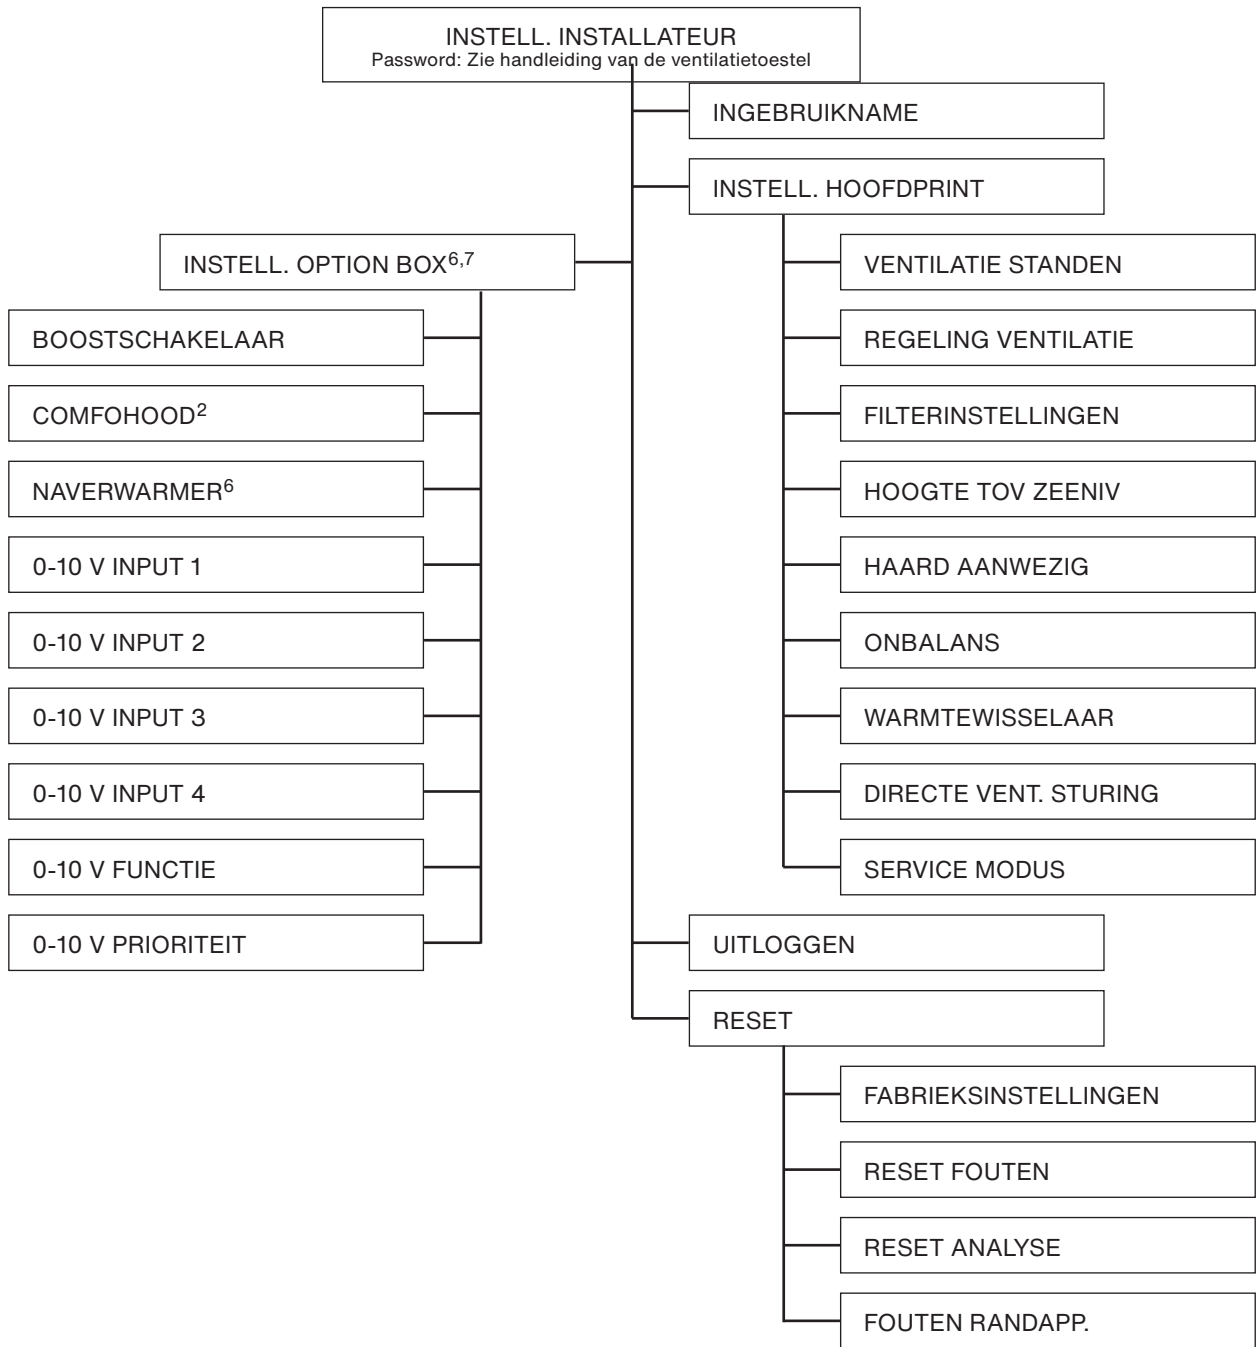 INSTELL. INSTALLATEUR
Password: Zie handleiding van de ventilatietoestel
INGEBRUIKNAME
INSTELL. HOOFDPRINT
VENTILATIE STANDEN
REGELING VENTILATIE
FILTERINSTELLINGEN
HOOGTE TOV ZEENIV
HAARD AANWEZIG
ONBALANS
WARMTEWISSELAAR
DIRECTE VENT. STURING
SERVICE MODUS
INSTELL. OPTION BOX6,7
BOOSTSCHAKELAAR
COMFOHOOD2
NAVERWARMER6
0-10 V INPUT 1
0-10 V INPUT 2
0-10 V INPUT 3
0-10 V INPUT 4
0-10 V FUNCTIE
0-10 V PRIORITEIT
UITLOGGEN
RESET
FABRIEKSINSTELLINGEN
RESET FOUTEN
RESET ANALYSE
FOUTEN RANDAPP.